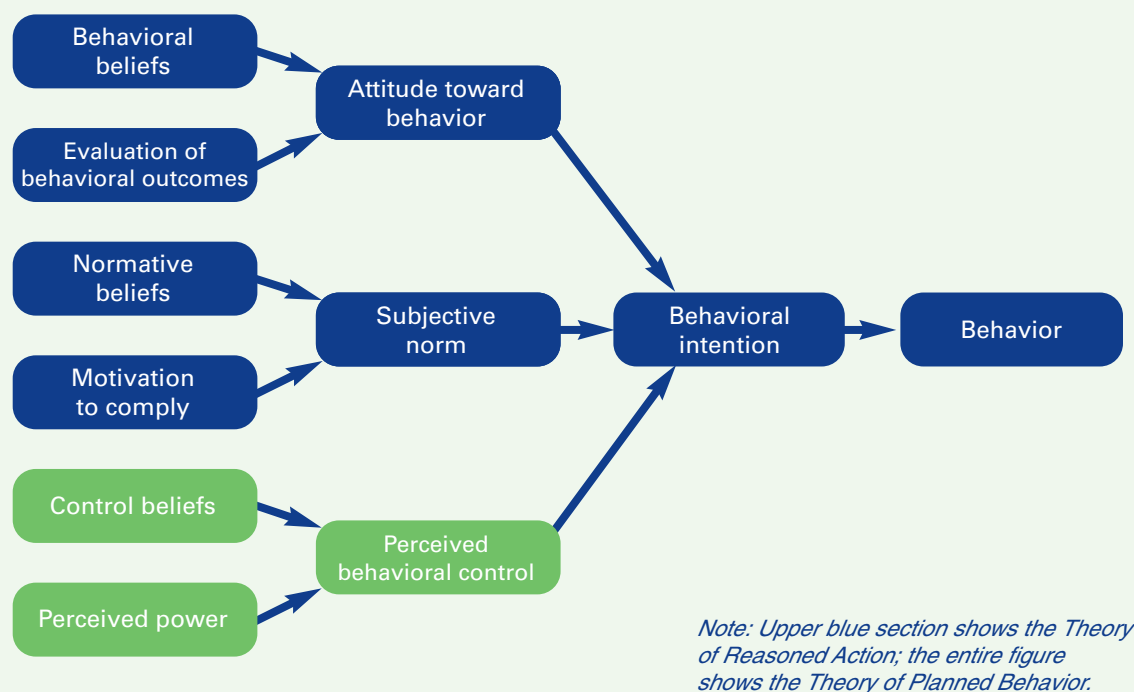 Behavioral
beliefs
Attitude toward
behavior
Evaluation of
behavioral outcomes
Normative
beliefs
Subjective
norm
Behavioral
intention
Behavior
Motivation
to comply
Control beliefs
Perceived
behavioral control
Perceived power
Note: Upper blue section shows the Theory
of Reasoned Action; the entire figure
shows the Theory of Planned Behavior.